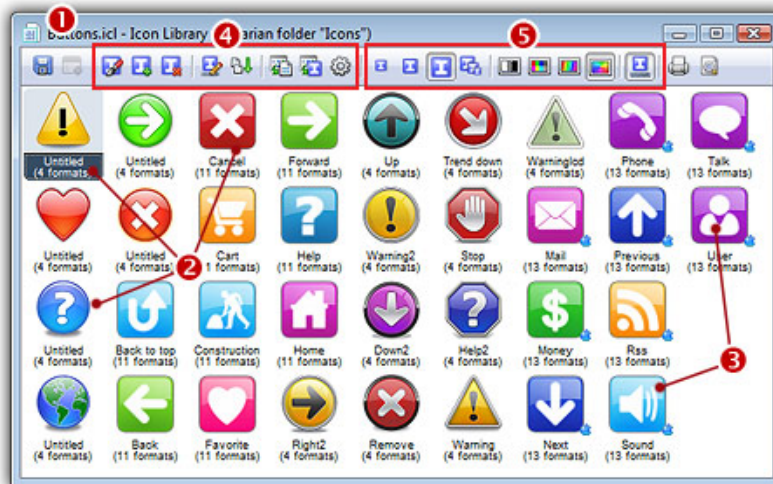 1
buttons.icl - Icon Library arian folder "Icons")
4 5
Untitled Untitled Cancel Forward Up Trend down Warninglod Phone Talk
(4 formats) (4 formats) (11 formats) (11 formats) (4 formats) (4 formats) (4 formats) (13 formats) (13 formats)
Untitled Untitled Cart Help Warning2 Stop Mail Previous User
(4 formats) (4 formats) 1 formats) (11 formats) (4 formats) (4 formats) (13 formats) (13 formats) (13 formats)
2
Untitled Back to top Construction Home Down2 Help2 Money Rss
(4 formats) (11 formats) (11 formats) (11 formats) (4 formats) (4 formats) (13 formats) (13 formats)
3
Untitled Back Favorite Right2 Remove Warning Next Sound
(4 formats) (11 formats) (11 formats) (4 formats) (4 formats) (4 formats) (13 formats) (13 formats)